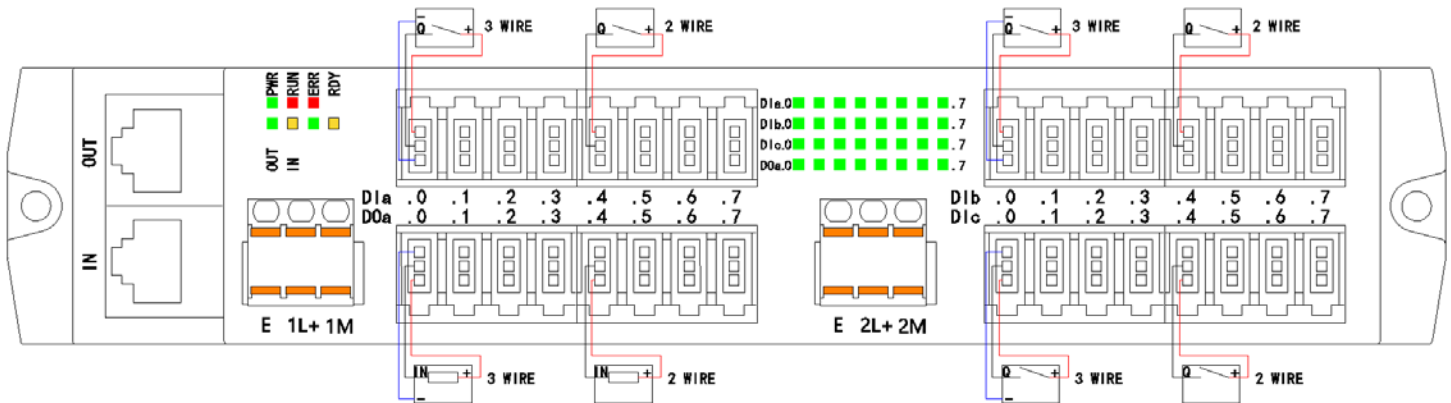 − Q + 3 WIRE
Q + 2 WIRE
− Q + 3 WIRE
Q + 2 WIRE
PWR RUN ERR RDY
OUT IN
OUT
IN
DIa.0 .7
DIb.0 .7
DIc.0 .7
DOa.0 .7
DIa .0 .1 .2 .3 .4 .5 .6 .7
DOa .0 .1 .2 .3 .4 .5 .6 .7
DIb .0 .1 .2 .3 .4 .5 .6 .7
DIc .0 .1 .2 .3 .4 .5 .6 .7
E 1L+ 1M
E 2L+ 2M
IN + − 3 WIRE
IN + 2 WIRE
Q + − 3 WIRE
Q + 2 WIRE